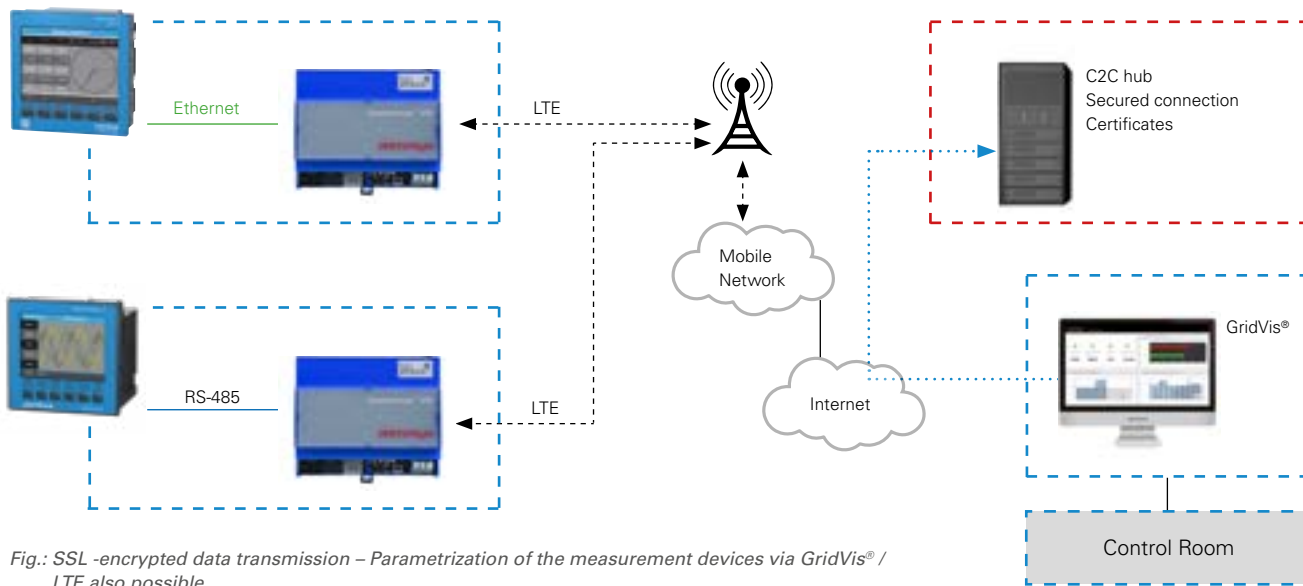 Ethernet
LTE
C2C hub
Secured connection
Certificates
Mobile
Network
GridVis®
RS-485
LTE
Internet
Control Room
Fig.: SSL -encrypted data transmission – Parametrization of the measurement devices via GridVis® /
LTE also possible